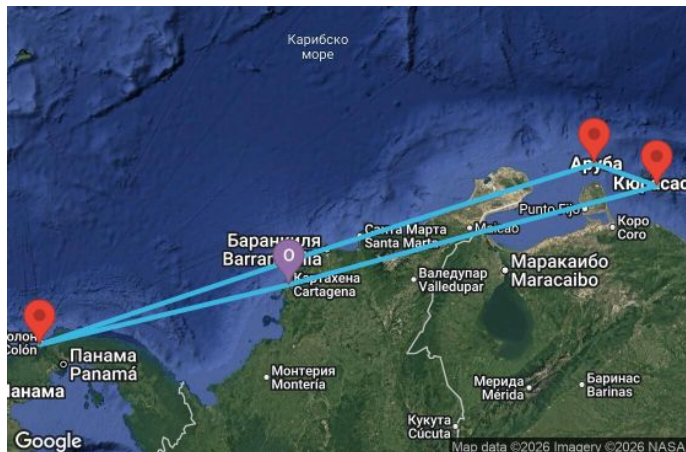 Карибско
море
Аруба
Кюрасао
Punto Fijo
Коро
Coro
Санта Марта
Santa Marta
Maicao
Баранкиля
Barranquilla
O
Картахена
Cartagena
Валедупар
Valledupar
Маракаибо
Maracaibo
Колон
Colón
Панама
Panamá
Панама
Монтерия
Montería
Мерида
Mérida
Баринас
Barinas
Кукута
Cúcuta
Google
Map data ©2026 Imagery ©2026 NASA